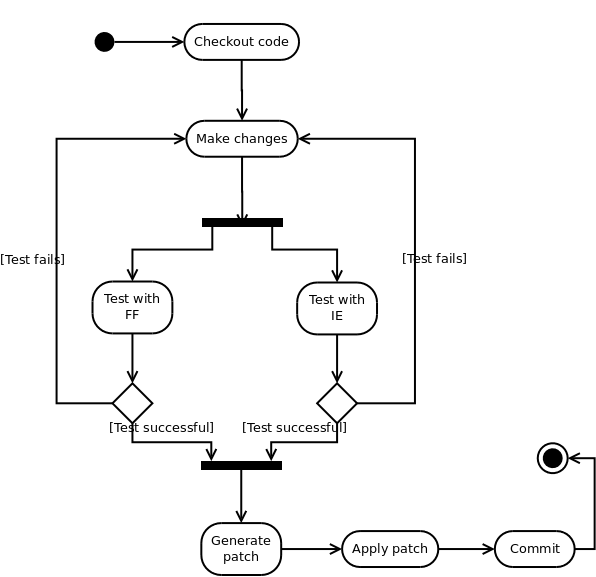 Checkout code
Make changes
[Test fails]
[Test fails]
Test with
FF
Test with
IE
[Test successful]
[Test successful]
Generate
patch
Apply patch
Commit